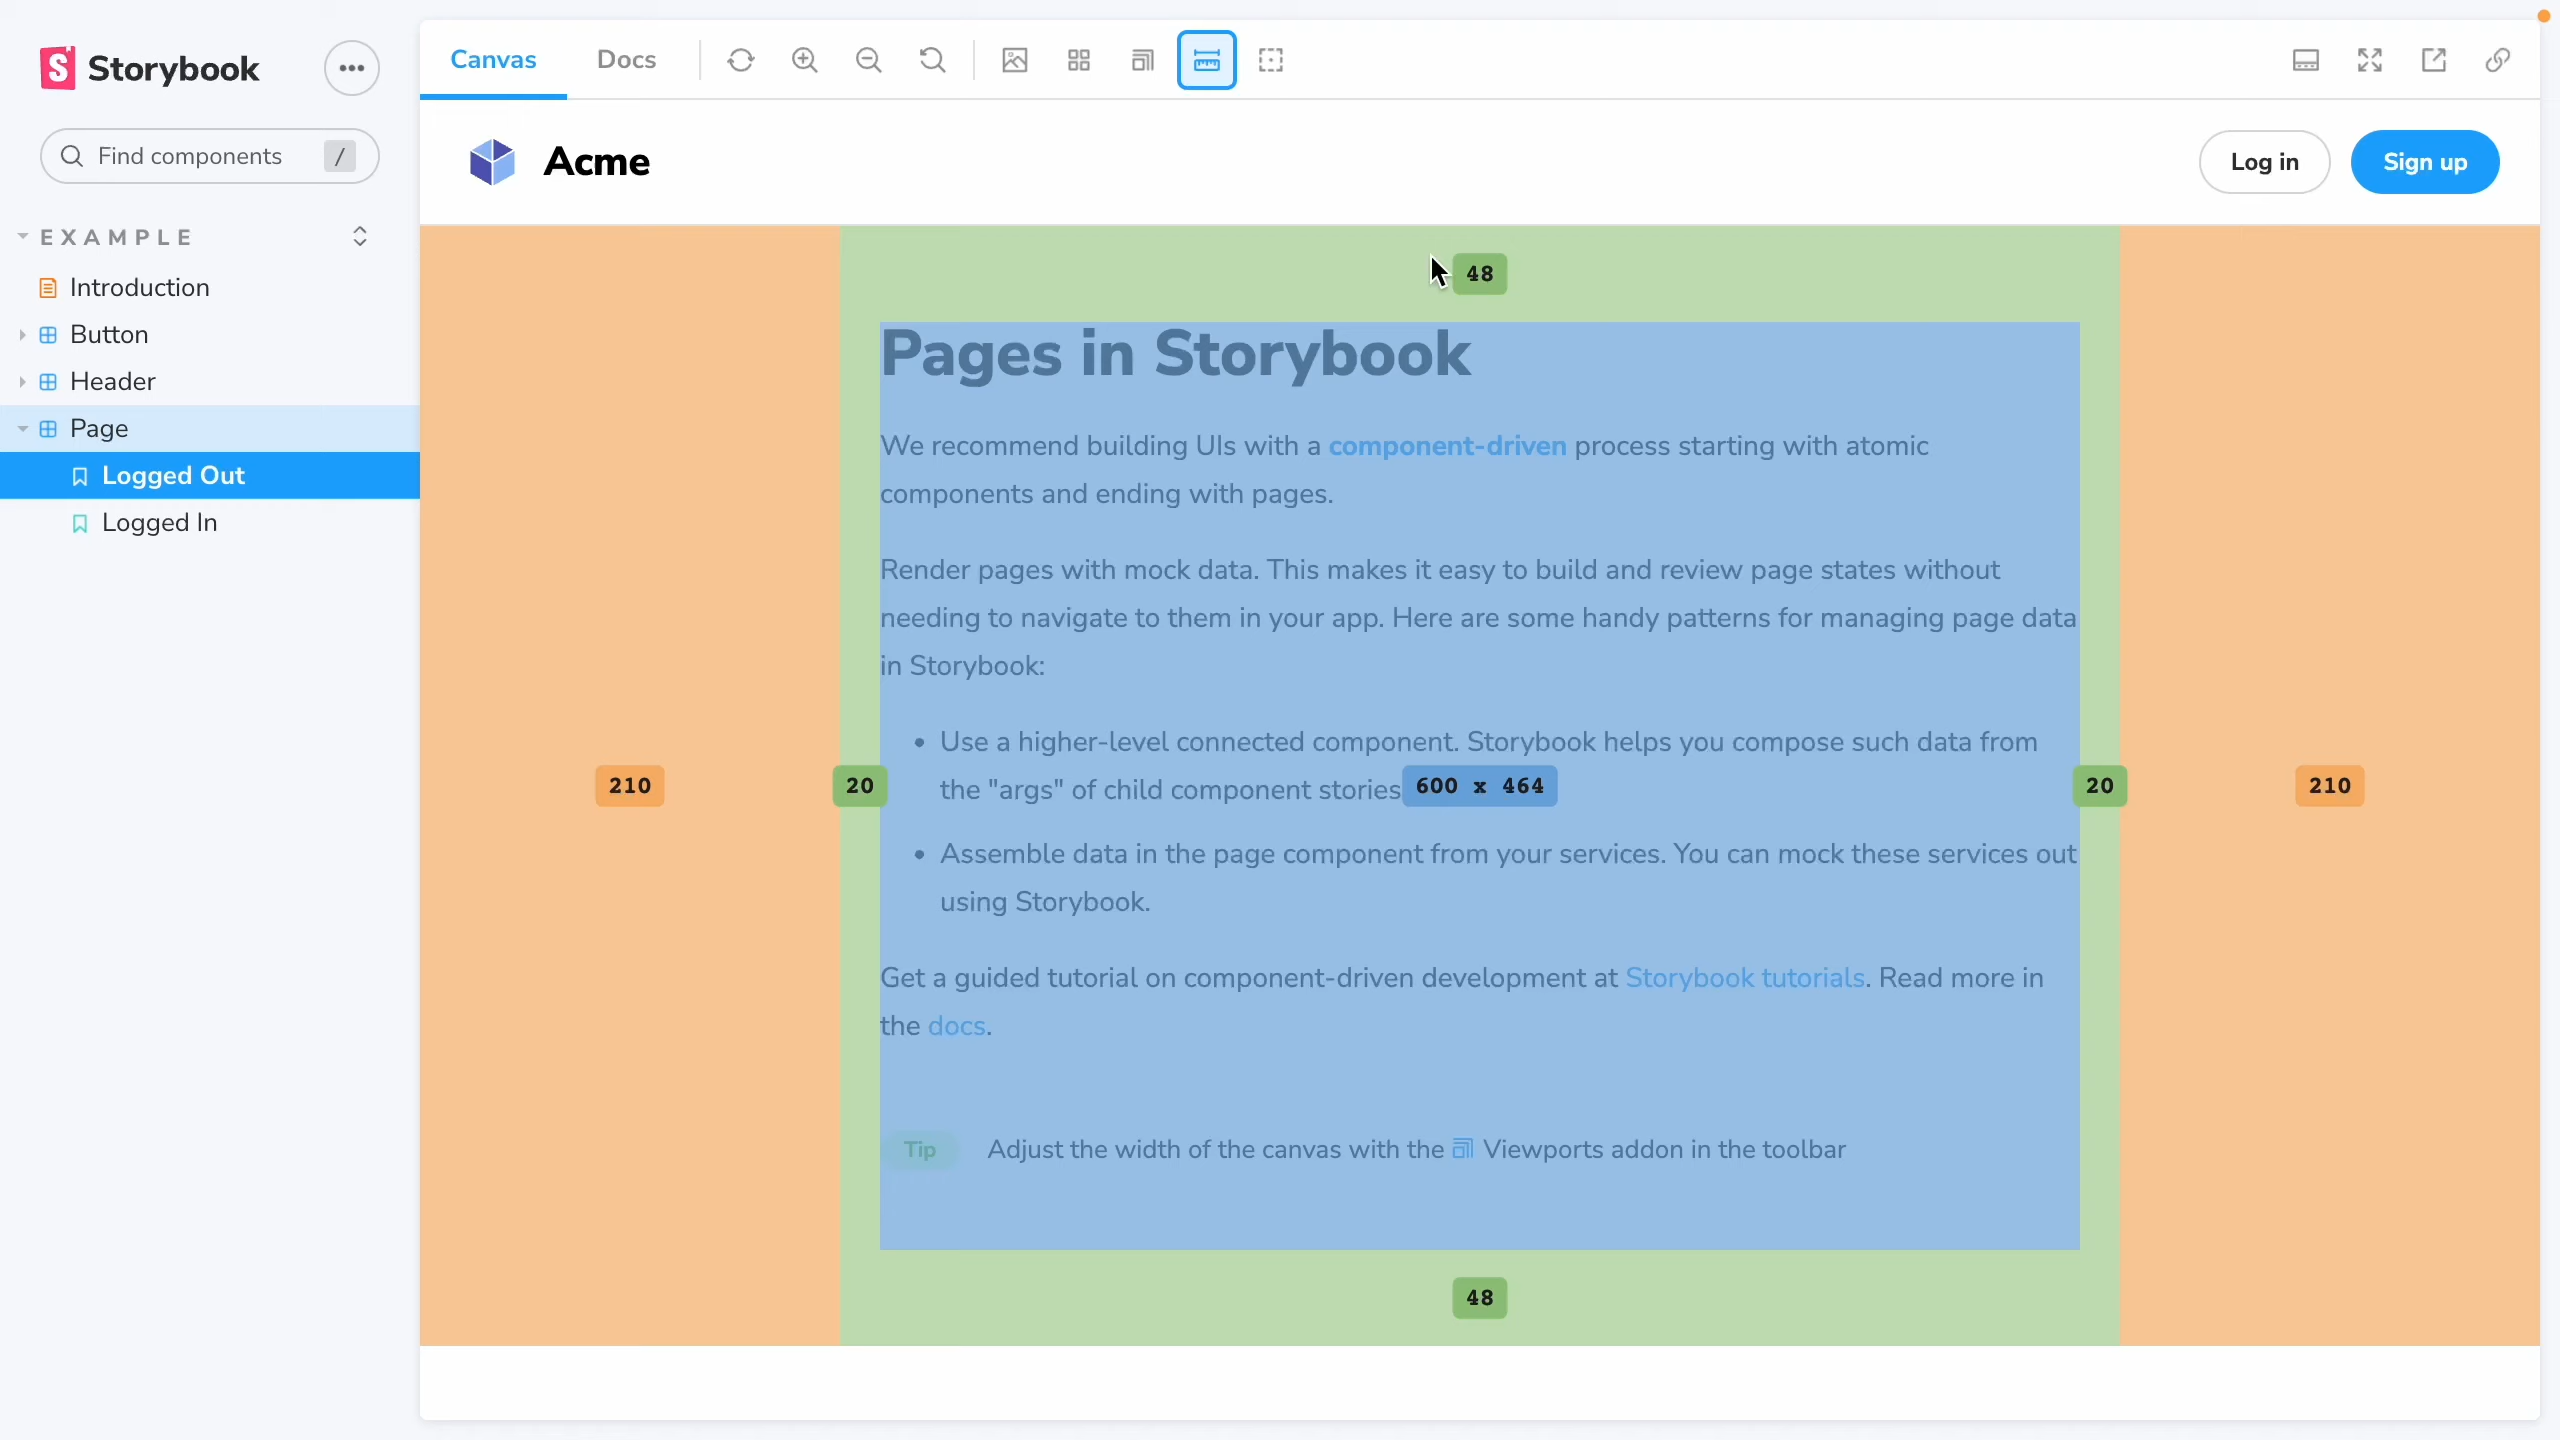 Storybook
Find components
/
EXAMPLE
Introduction
Button
Header
Page
Logged Out
Logged In
Canvas
Docs
Acme
Log in
Sign up
48
Pages in Storybook
We recommend building UIs with a component-driven process starting with atomic
components and ending with pages.
Render pages with mock data. This makes it easy to build and review page states without
needing to navigate to them in your app. Here are some handy patterns for managing page data
in Storybook:
• Use a higher-level connected component. Storybook helps you compose such data from
the "args" of child component stories
210
20
600 x 464
20
210
• Assemble data in the page component from your services. You can mock these services out
using Storybook.
Get a guided tutorial on component-driven development at Storybook tutorials. Read more in
the docs.
Tip
Adjust the width of the canvas with the Viewports addon in the toolbar
48